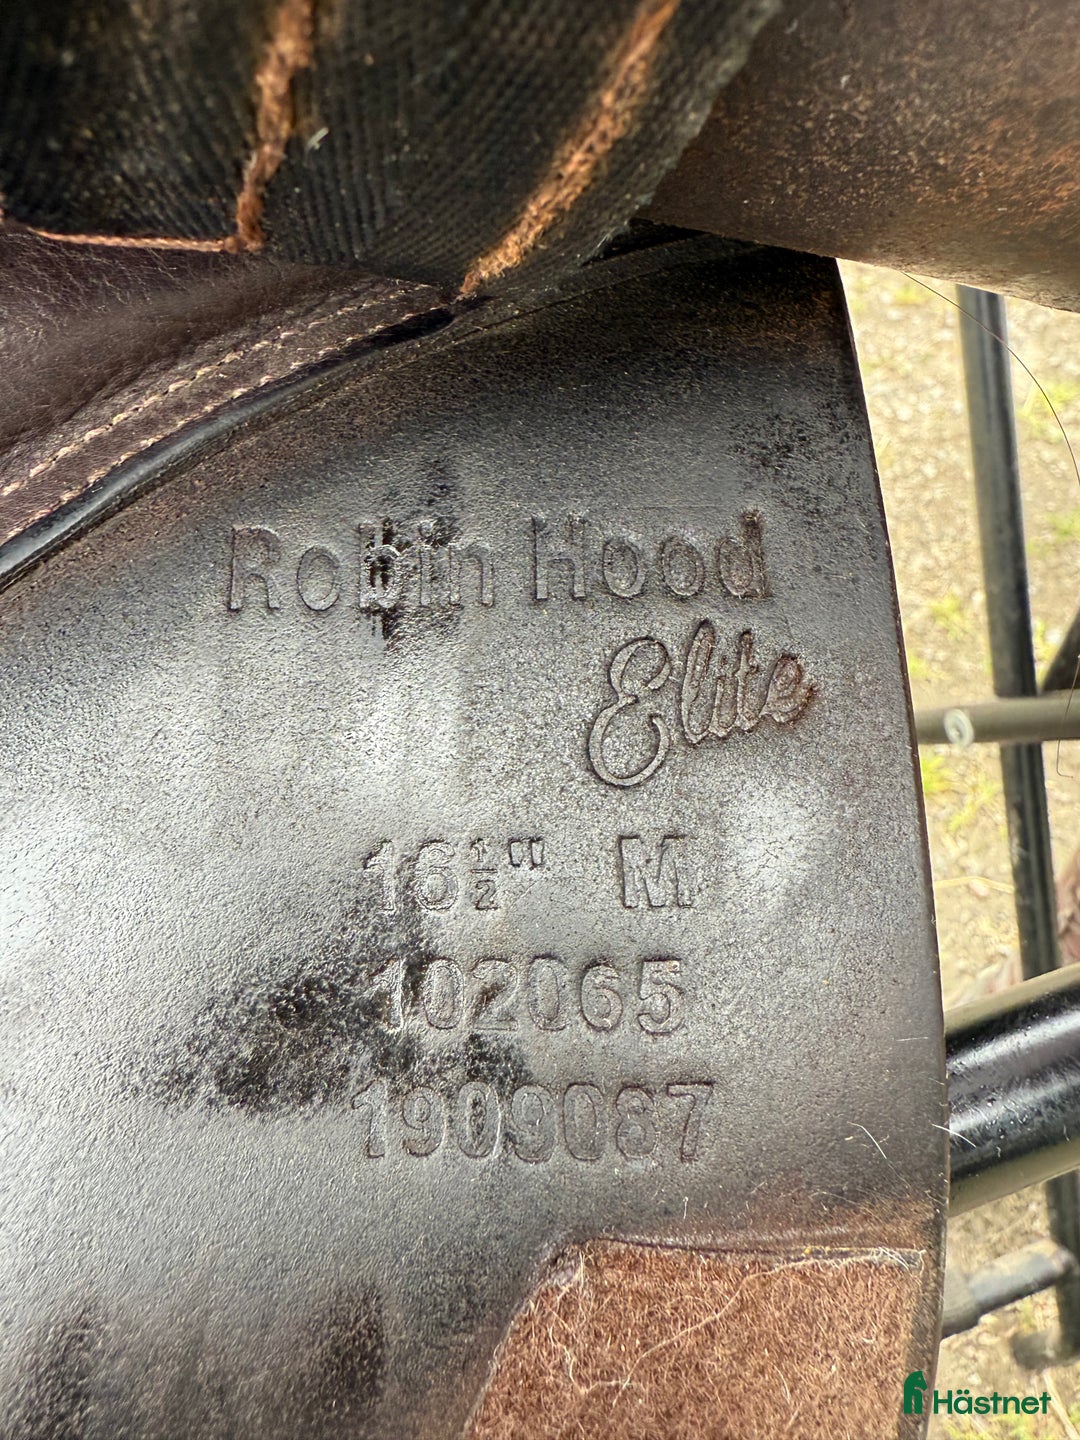 Robin Hood
Elite
16½" M
102065
1909087
Hästnet